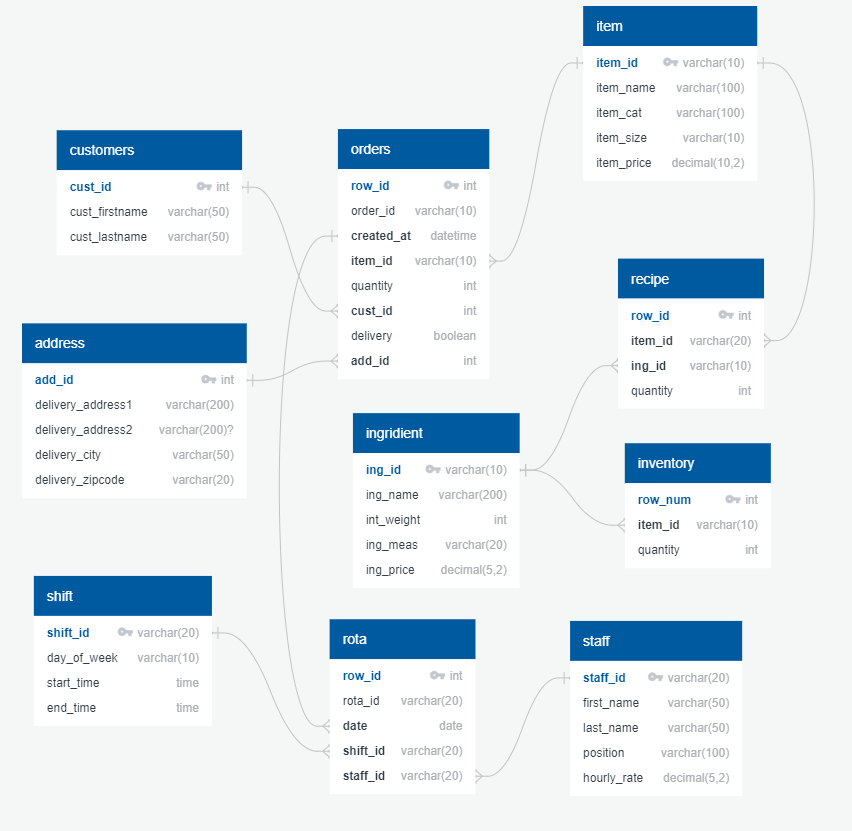 item
item_id varchar(10)
item_name varchar(100)
item_cat varchar(100)
item_size varchar(10)
item_price decimal(10,2)
customers
cust_id int
cust_firstname varchar(50)
cust_lastname varchar(50)
orders
row_id int
order_id varchar(10)
created_at datetime
item_id varchar(10)
quantity int
cust_id int
delivery boolean
add_id int
recipe
row_id int
item_id varchar(20)
ing_id varchar(10)
quantity int
address
add_id int
delivery_address1 varchar(200)
delivery_address2 varchar(200)?
delivery_city varchar(50)
delivery_zipcode varchar(20)
ingridient
ing_id varchar(10)
ing_name varchar(200)
int_weight int
ing_meas varchar(20)
ing_price decimal(5,2)
inventory
row_num int
item_id varchar(10)
quantity int
shift
shift_id varchar(20)
day_of_week varchar(10)
start_time time
end_time time
rota
row_id int
rota_id varchar(20)
date date
shift_id varchar(20)
staff_id varchar(20)
staff
staff_id varchar(20)
first_name varchar(50)
last_name varchar(50)
position varchar(100)
hourly_rate decimal(5,2)